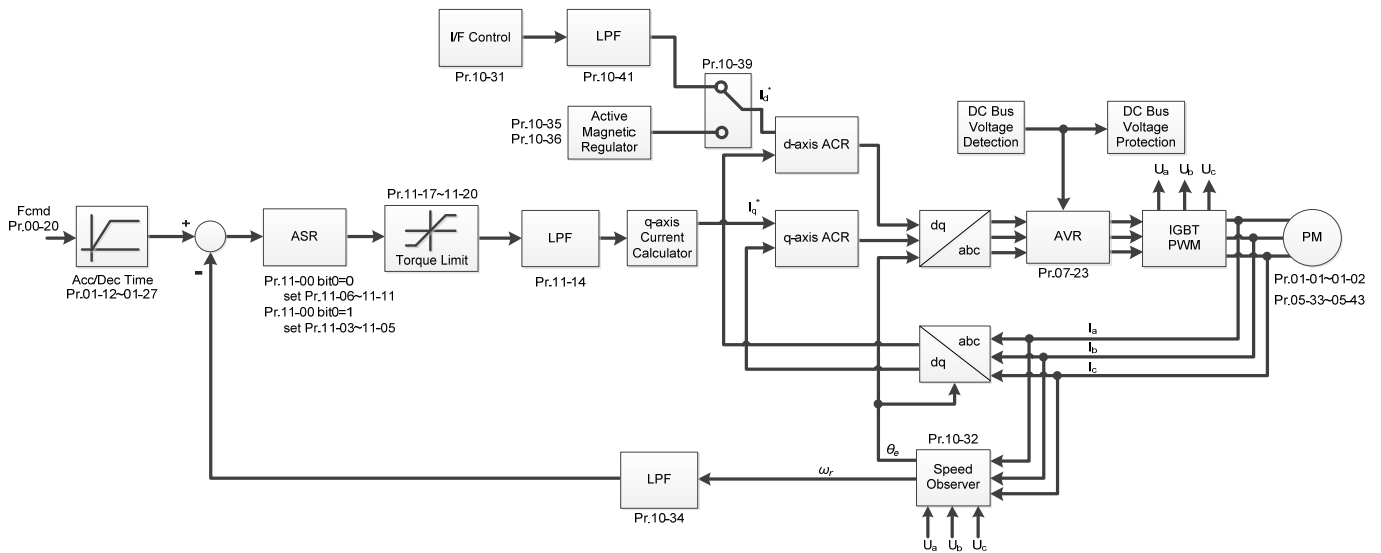 I/F Control
Pr.10-31
LPF
Pr.10-41
Pr.10-39
Id*
Pr.10-35
Pr.10-36
Active
Magnetic
Regulator
d-axis ACR
DC Bus
Voltage
Detection
DC Bus
Voltage
Protection
Ua Ub Uc
Fcmd
Pr.00-20
Acc/Dec Time
Pr.01-12~01-27
+
-
ASR
Pr.11-00 bit0=0
set Pr.11-06~11-11
Pr.11-00 bit0=1
set Pr.11-03~11-05
Pr.11-17~11-20
Torque Limit
LPF
Pr.11-14
q-axis
Current
Calculator
Iq*
q-axis ACR
dq
abc
AVR
Pr.07-23
IGBT
PWM
PM
Pr.01-01~01-02
Pr.05-33~05-43
abc
dq
Ia
Ib
Ic
Pr.10-32
Speed
Observer
θe
ωr
LPF
Pr.10-34
Ua Ub Uc